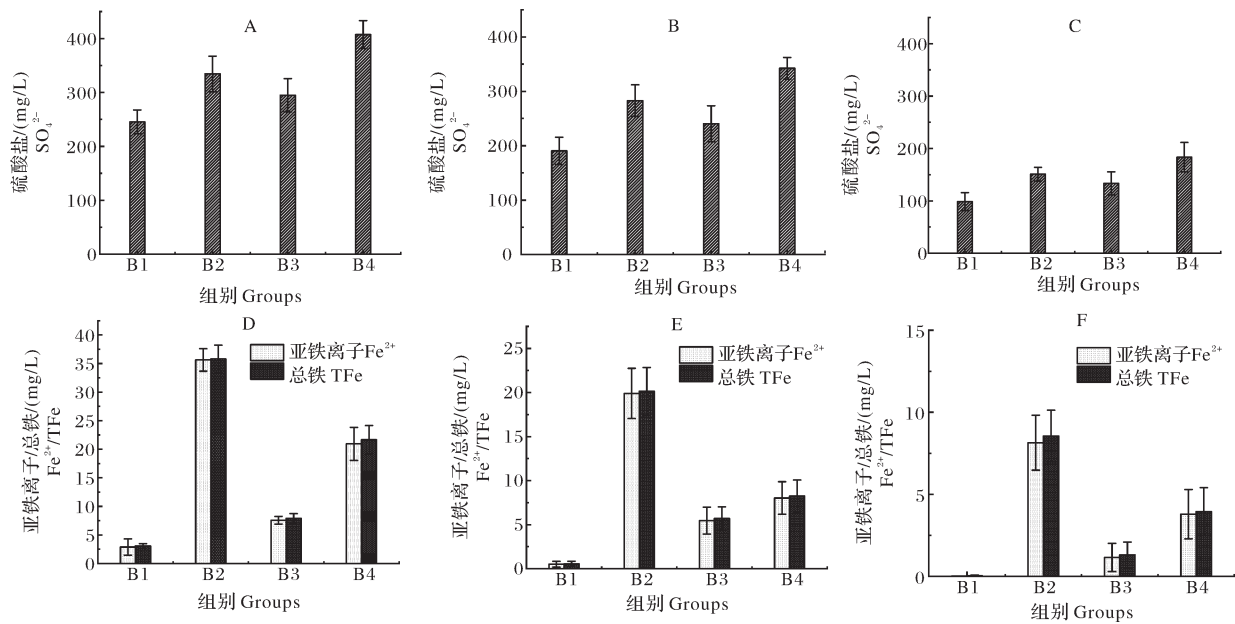 A
硫酸盐/(mg/L)
SO₄²⁻
400
300
200
100
0
B1 B2 B3 B4
组别 Groups
B
硫酸盐/(mg/L)
SO₄²⁻
400
300
200
100
0
B1 B2 B3 B4
组别 Groups
C
硫酸盐/(mg/L)
SO₄²⁻
400
300
200
150
100
0
B1 B2 B3 B4
组别 Groups
D
亚铁离子Fe²⁺
总铁 TFe
亚铁离子/总铁/(mg/L)
Fe²⁺/TFe
40
35
30
25
20
15
10
5
0
B1 B2 B3 B4
组别 Groups
E
亚铁离子Fe²⁺
总铁 TFe
亚铁离子/总铁/(mg/L)
Fe²⁺/TFe
25
20
15
10
5
0
B1 B2 B3 B4
组别 Groups
F
亚铁离子Fe²⁺
总铁 TFe
亚铁离子/总铁/(mg/L)
Fe²⁺/TFe
15
10
5
0
B1 B2 B3 B4
组别 Groups